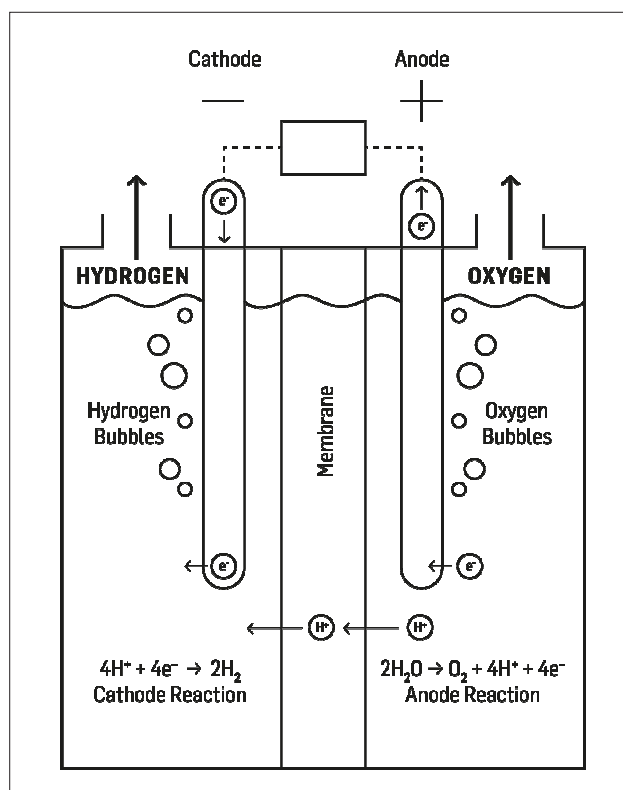 Cathode
Anode
−
+
e⁻
e⁻
HYDROGEN
OXYGEN
Hydrogen
Bubbles
Membrane
Oxygen
Bubbles
e⁻
e⁻
H⁺
H⁺
4H⁺ + 4e⁻ → 2H₂
Cathode Reaction
2H₂O → O₂ + 4H⁺ + 4e⁻
Anode Reaction